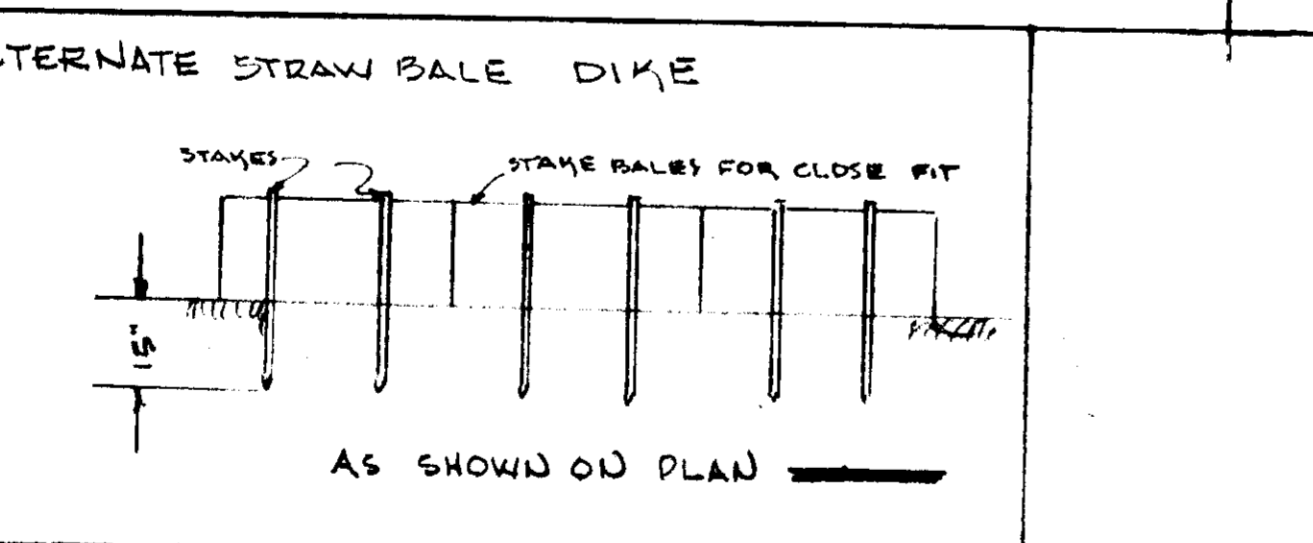 TERNATE STRAW BALE DIKE
STAKES
STAKE BALES FOR CLOSE FIT
AS SHOWN ON PLAN